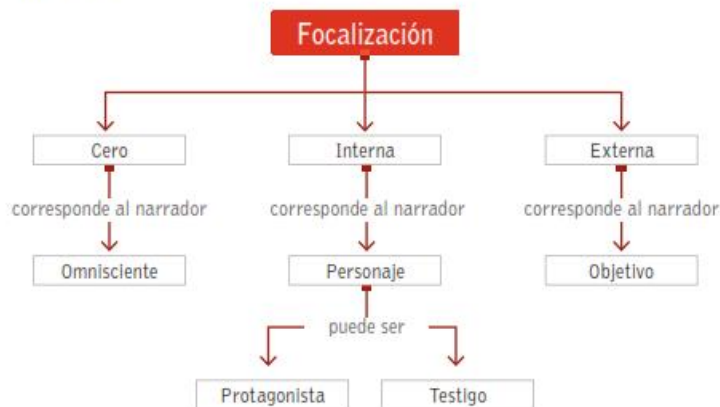 Focalización
Cero Interna Externa
corresponde al narrador corresponde al narrador corresponde al narrador
Omnisciente Personaje Objetivo
puede ser
Protagonista Testigo